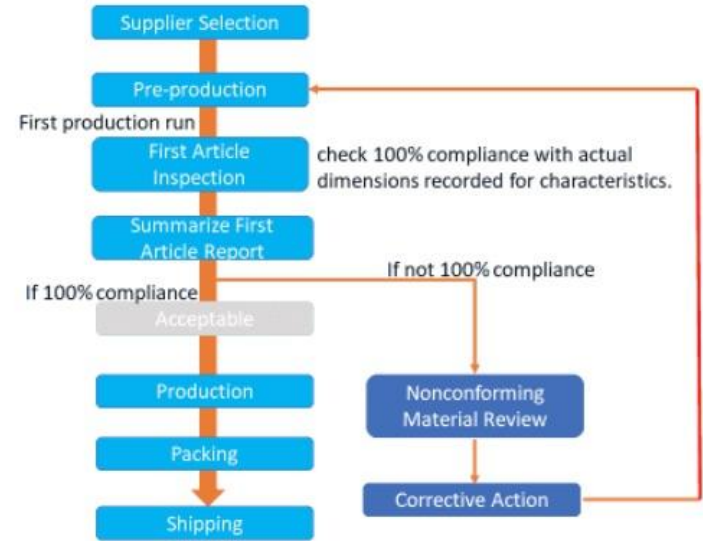 Supplier Selection
Pre-production
First production run
First Article
Inspection
check 100% compliance with actual
dimensions recorded for characteristics.
Summarize First
Article Report
If not 100% compliance
If 100% compliance
Acceptable
Production
Nonconforming
Material Review
Packing
Corrective Action
Shipping